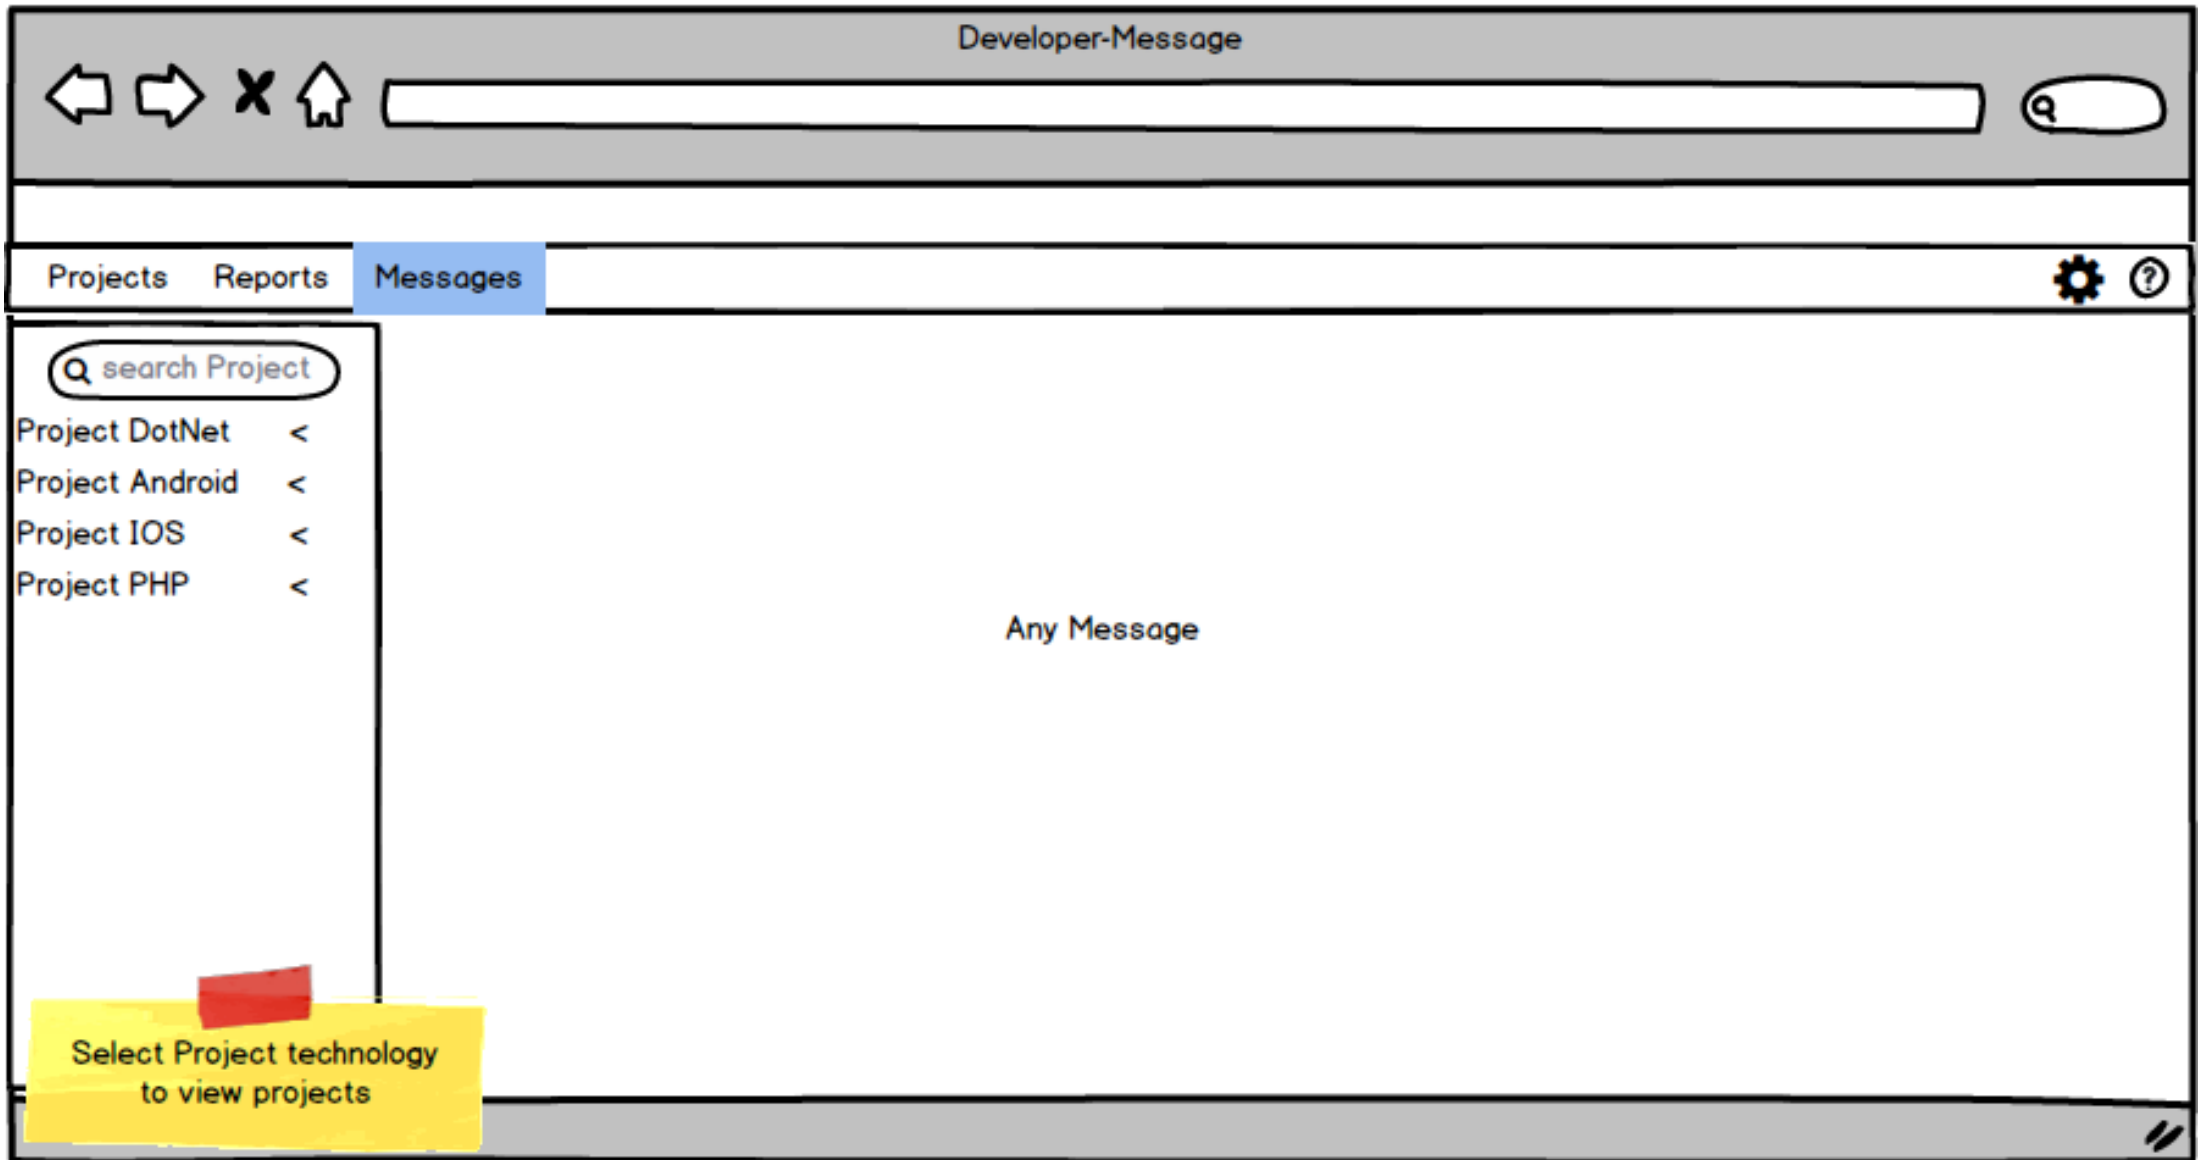 Developer-Message
Projects Reports Messages
search Project
Project DotNet <
Project Android <
Project IOS <
Project PHP <
Any Message
Select Project technology
to view projects